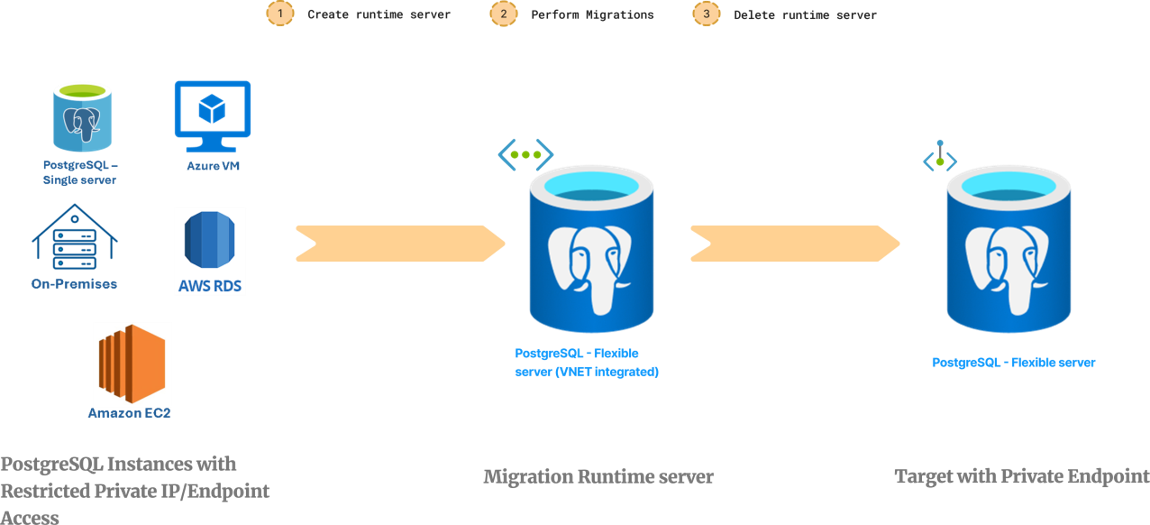 1 Create runtime server
2 Perform Migrations
3 Delete runtime server
PostgreSQL –
Single server
Azure VM
On-Premises
AWS RDS
Amazon EC2
PostgreSQL - Flexible
server (VNET integrated)
PostgreSQL - Flexible server
PostgreSQL Instances with
Restricted Private IP/Endpoint
Access
Migration Runtime server
Target with Private Endpoint